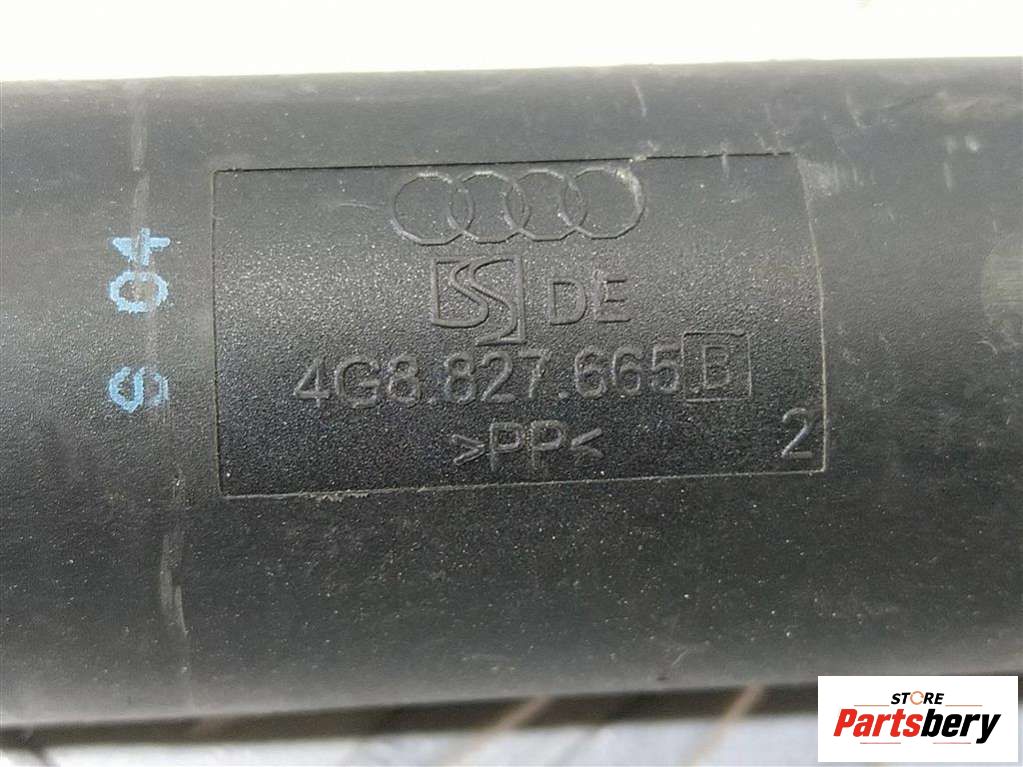 S 04
DE
4G8.827.665 B
>PP<
2
STORE
Partsbery